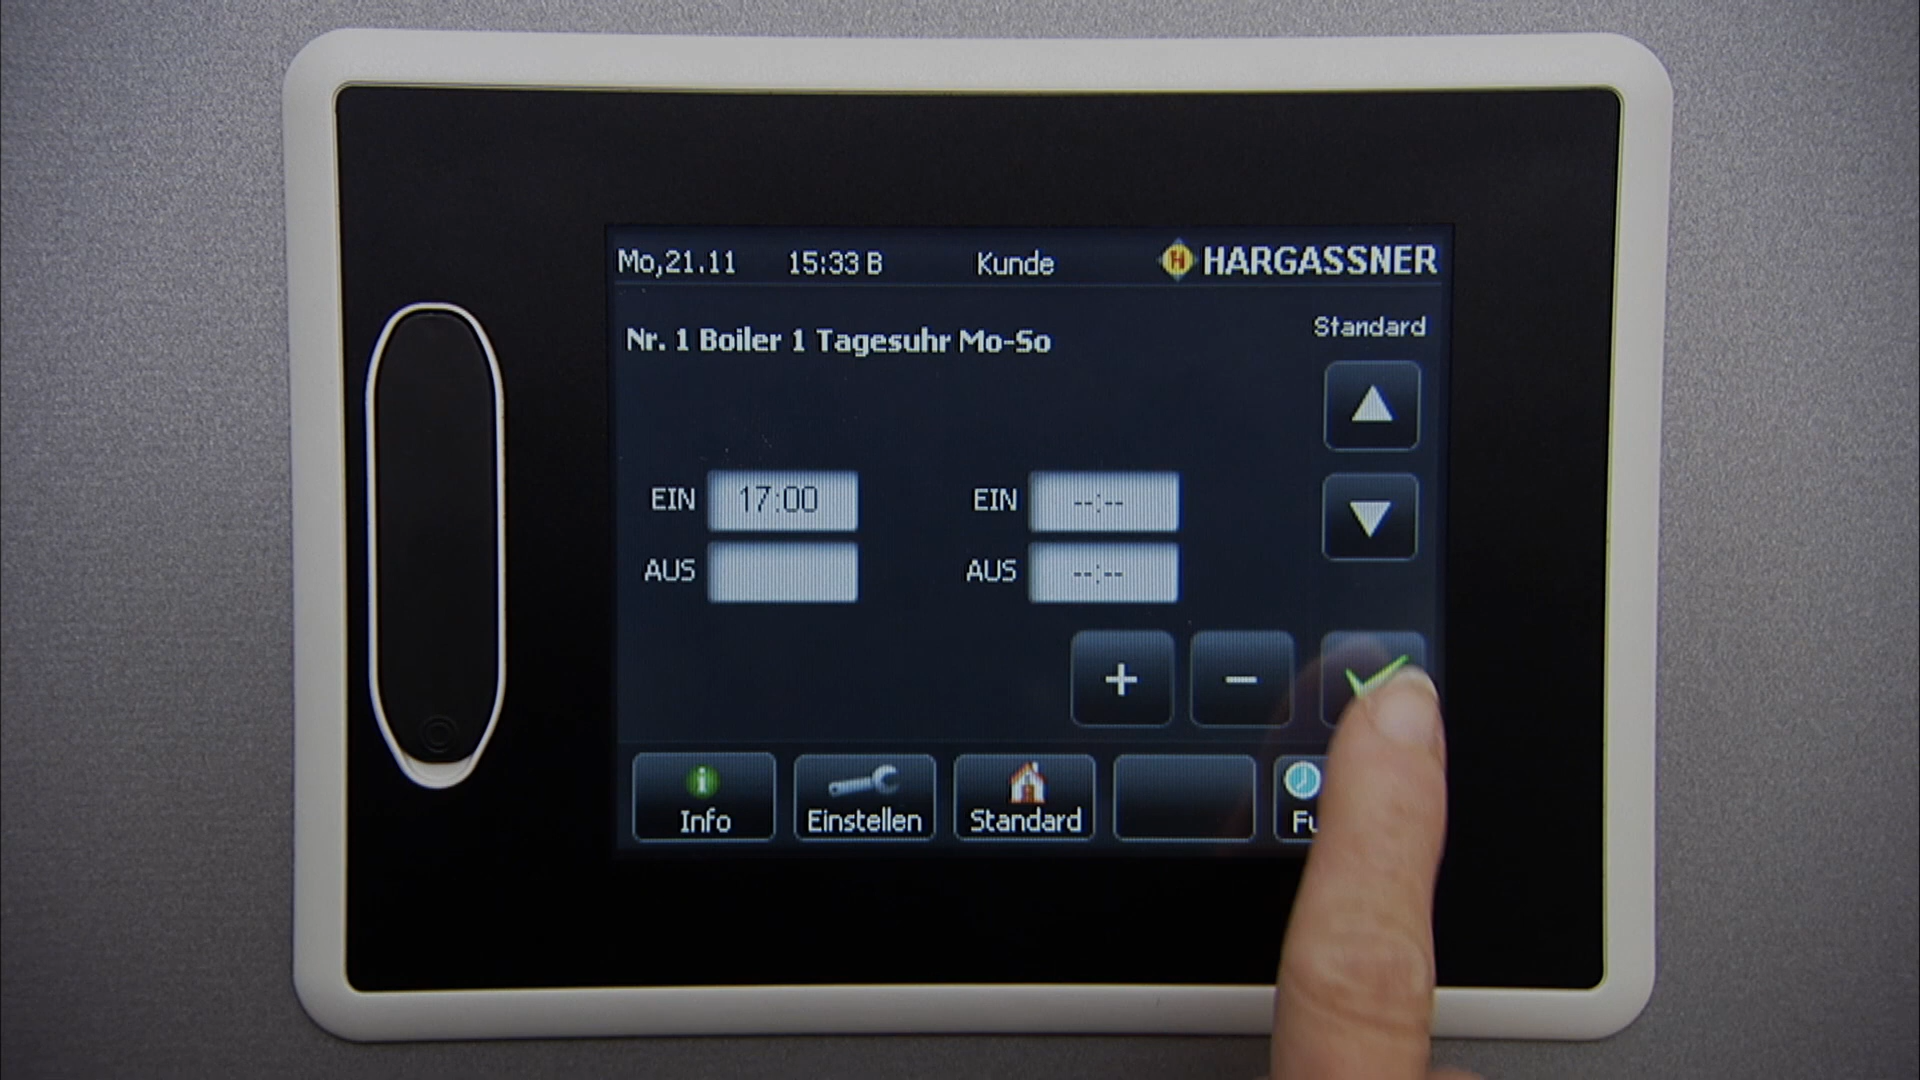 Mo,21.11 15:33 B Kunde HARGASSNER
Standard
Nr. 1 Boiler 1 Tagesuhr Mo-So
EIN 17:00 EIN --:--
AUS AUS --:--
+ -
Info Einstellen Standard